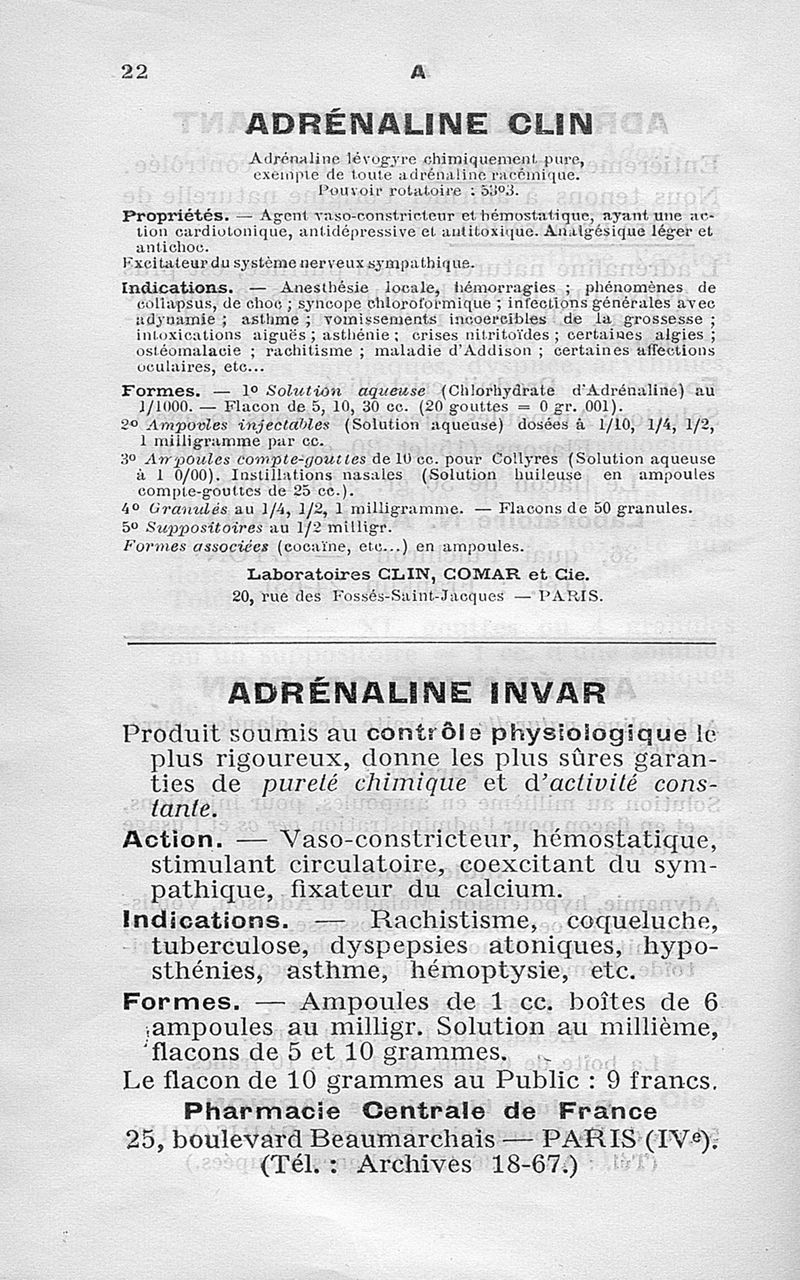 22
A
ADRÉNALINE CLIN
Adrénaline lévogyre chimiquement pure,
exempte de toute adrénaline racémique.
Pouvoir rotatoire : 53°3.
Propriétés. — Agent vaso-constricteur et hémostatique, ayant une ac-
tion cardiotonique, antidépressive et antitoxique. Analgésique léger et
antichoc.
Excitateur du système nerveux sympathique.
Indications. — Anesthésie locale, hémorragies ; phénomènes de
collapsus, de choc ; syncope chloroformique ; infections générales avec
adynamie ; asthme ; vomissements incoercibles de la grossesse ;
intoxications aiguës ; asthénie ; crises nitritoïdes ; certaines algies ;
ostéomalacie ; rachitisme ; maladie d'Addison ; certaines affections
oculaires, etc...
Formes. — 1º Solution aqueuse (Chlorhydrate d'Adrénaline) au
1/1000. — Flacon de 5, 10, 30 cc. (20 gouttes = 0 gr. 001).
2º Ampoules injectables (Solution aqueuse) dosées à 1/10, 1/4, 1/2,
1 milligramme par cc.
3º Ampoules compte-gouttes de 10 cc. pour Collyres (Solution aqueuse
à 1 0/00). Instillations nasales (Solution huileuse en ampoules
compte-gouttes de 25 cc.).
4º Granulés au 1/4, 1/2, 1 milligramme. — Flacons de 50 granules.
5º Suppositoires au 1/2 milligr.
Formes associées (cocaïne, etc...) en ampoules.
Laboratoires CLIN, COMAR et Cie.
20, rue des Fossés-Saint-Jacques — PARIS.
ADRÉNALINE INVAR
Produit soumis au contrôle physiologique le
plus rigoureux, donne les plus sûres garan-
ties de pureté chimique et d'activité cons-
tante.
Action. — Vaso-constricteur, hémostatique,
stimulant circulatoire, coexcitant du sym-
pathique, fixateur du calcium.
Indications. — Rachistisme, coqueluche,
tuberculose, dyspepsies atoniques, hypo-
sthénies, asthme, hémoptysie, etc.
Formes. — Ampoules de 1 cc. boîtes de 6
ampoules au milligr. Solution au millième,
flacons de 5 et 10 grammes.
Le flacon de 10 grammes au Public : 9 francs.
Pharmacie Centrale de France
25, boulevard Beaumarchais — PARIS (IVe).
(Tél. : Archives 18-67.)